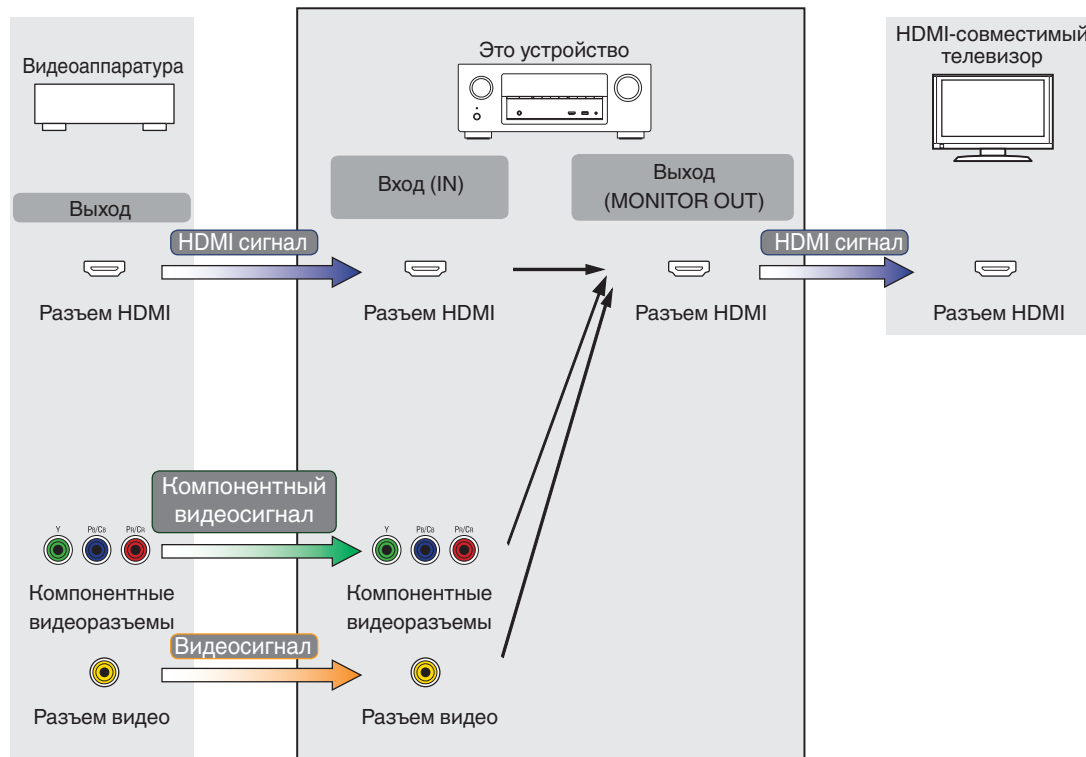 Видеоаппаратура
Это устройство
HDMI-совместимый
телевизор
Выход
Вход (IN)
Выход
(MONITOR OUT)
HDMI сигнал
HDMI сигнал
Разъем HDMI
Разъем HDMI
Разъем HDMI
Разъем HDMI
Компонентный
видеосигнал
Y PB/CB PR/CR
Y PB/CB PR/CR
Компонентные
видеоразъемы
Компонентные
видеоразъемы
Видеосигнал
Разъем видео
Разъем видео